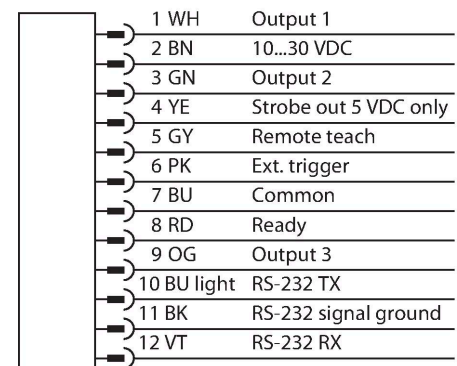 1 WH Output 1
2 BN 10...30 VDC
3 GN Output 2
4 YE Strobe out 5 VDC only
5 GY Remote teach
6 PK Ext. trigger
7 BU Common
8 RD Ready
9 OG Output 3
10 BU light RS-232 TX
11 BK RS-232 signal ground
12 VT RS-232 RX